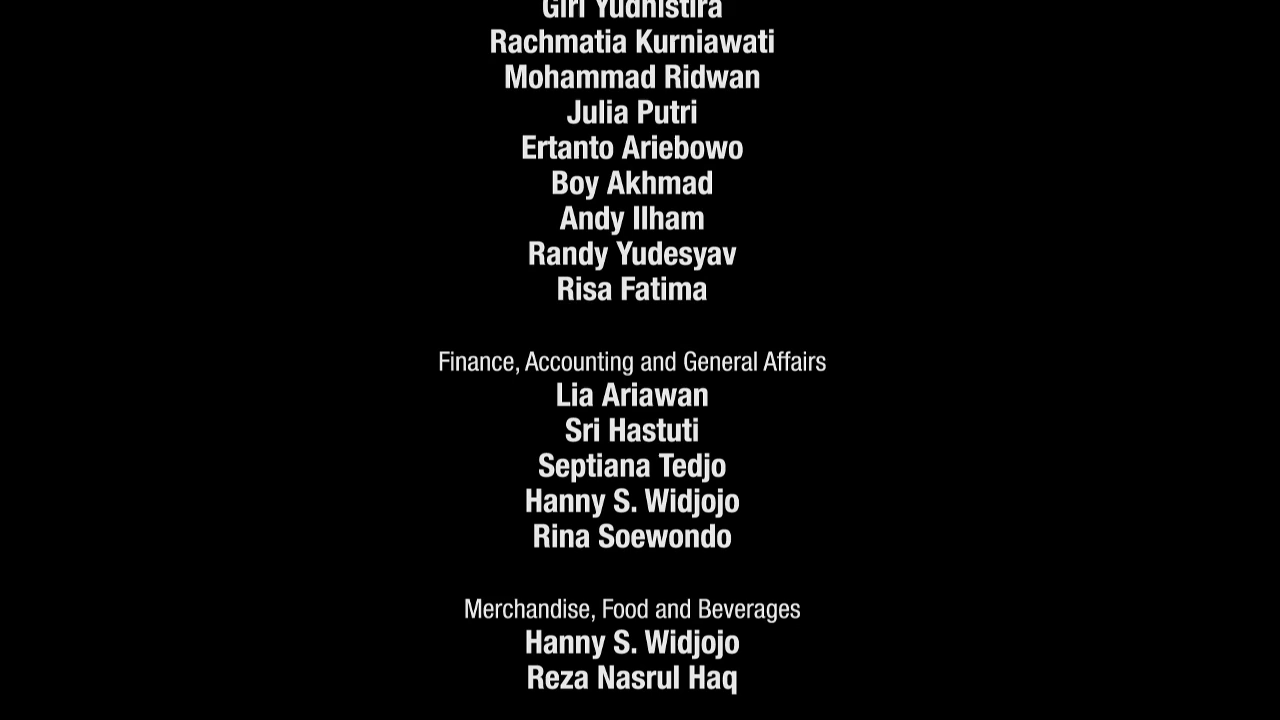 Giri Yudhistira
Rachmatia Kurniawati
Mohammad Ridwan
Julia Putri
Ertanto Ariebowo
Boy Akhmad
Andy Ilham
Randy Yudesyav
Risa Fatima
Finance, Accounting and General Affairs
Lia Ariawan
Sri Hastuti
Septiana Tedjo
Hanny S. Widjojo
Rina Soewondo
Merchandise, Food and Beverages
Hanny S. Widjojo
Reza Nasrul Haq